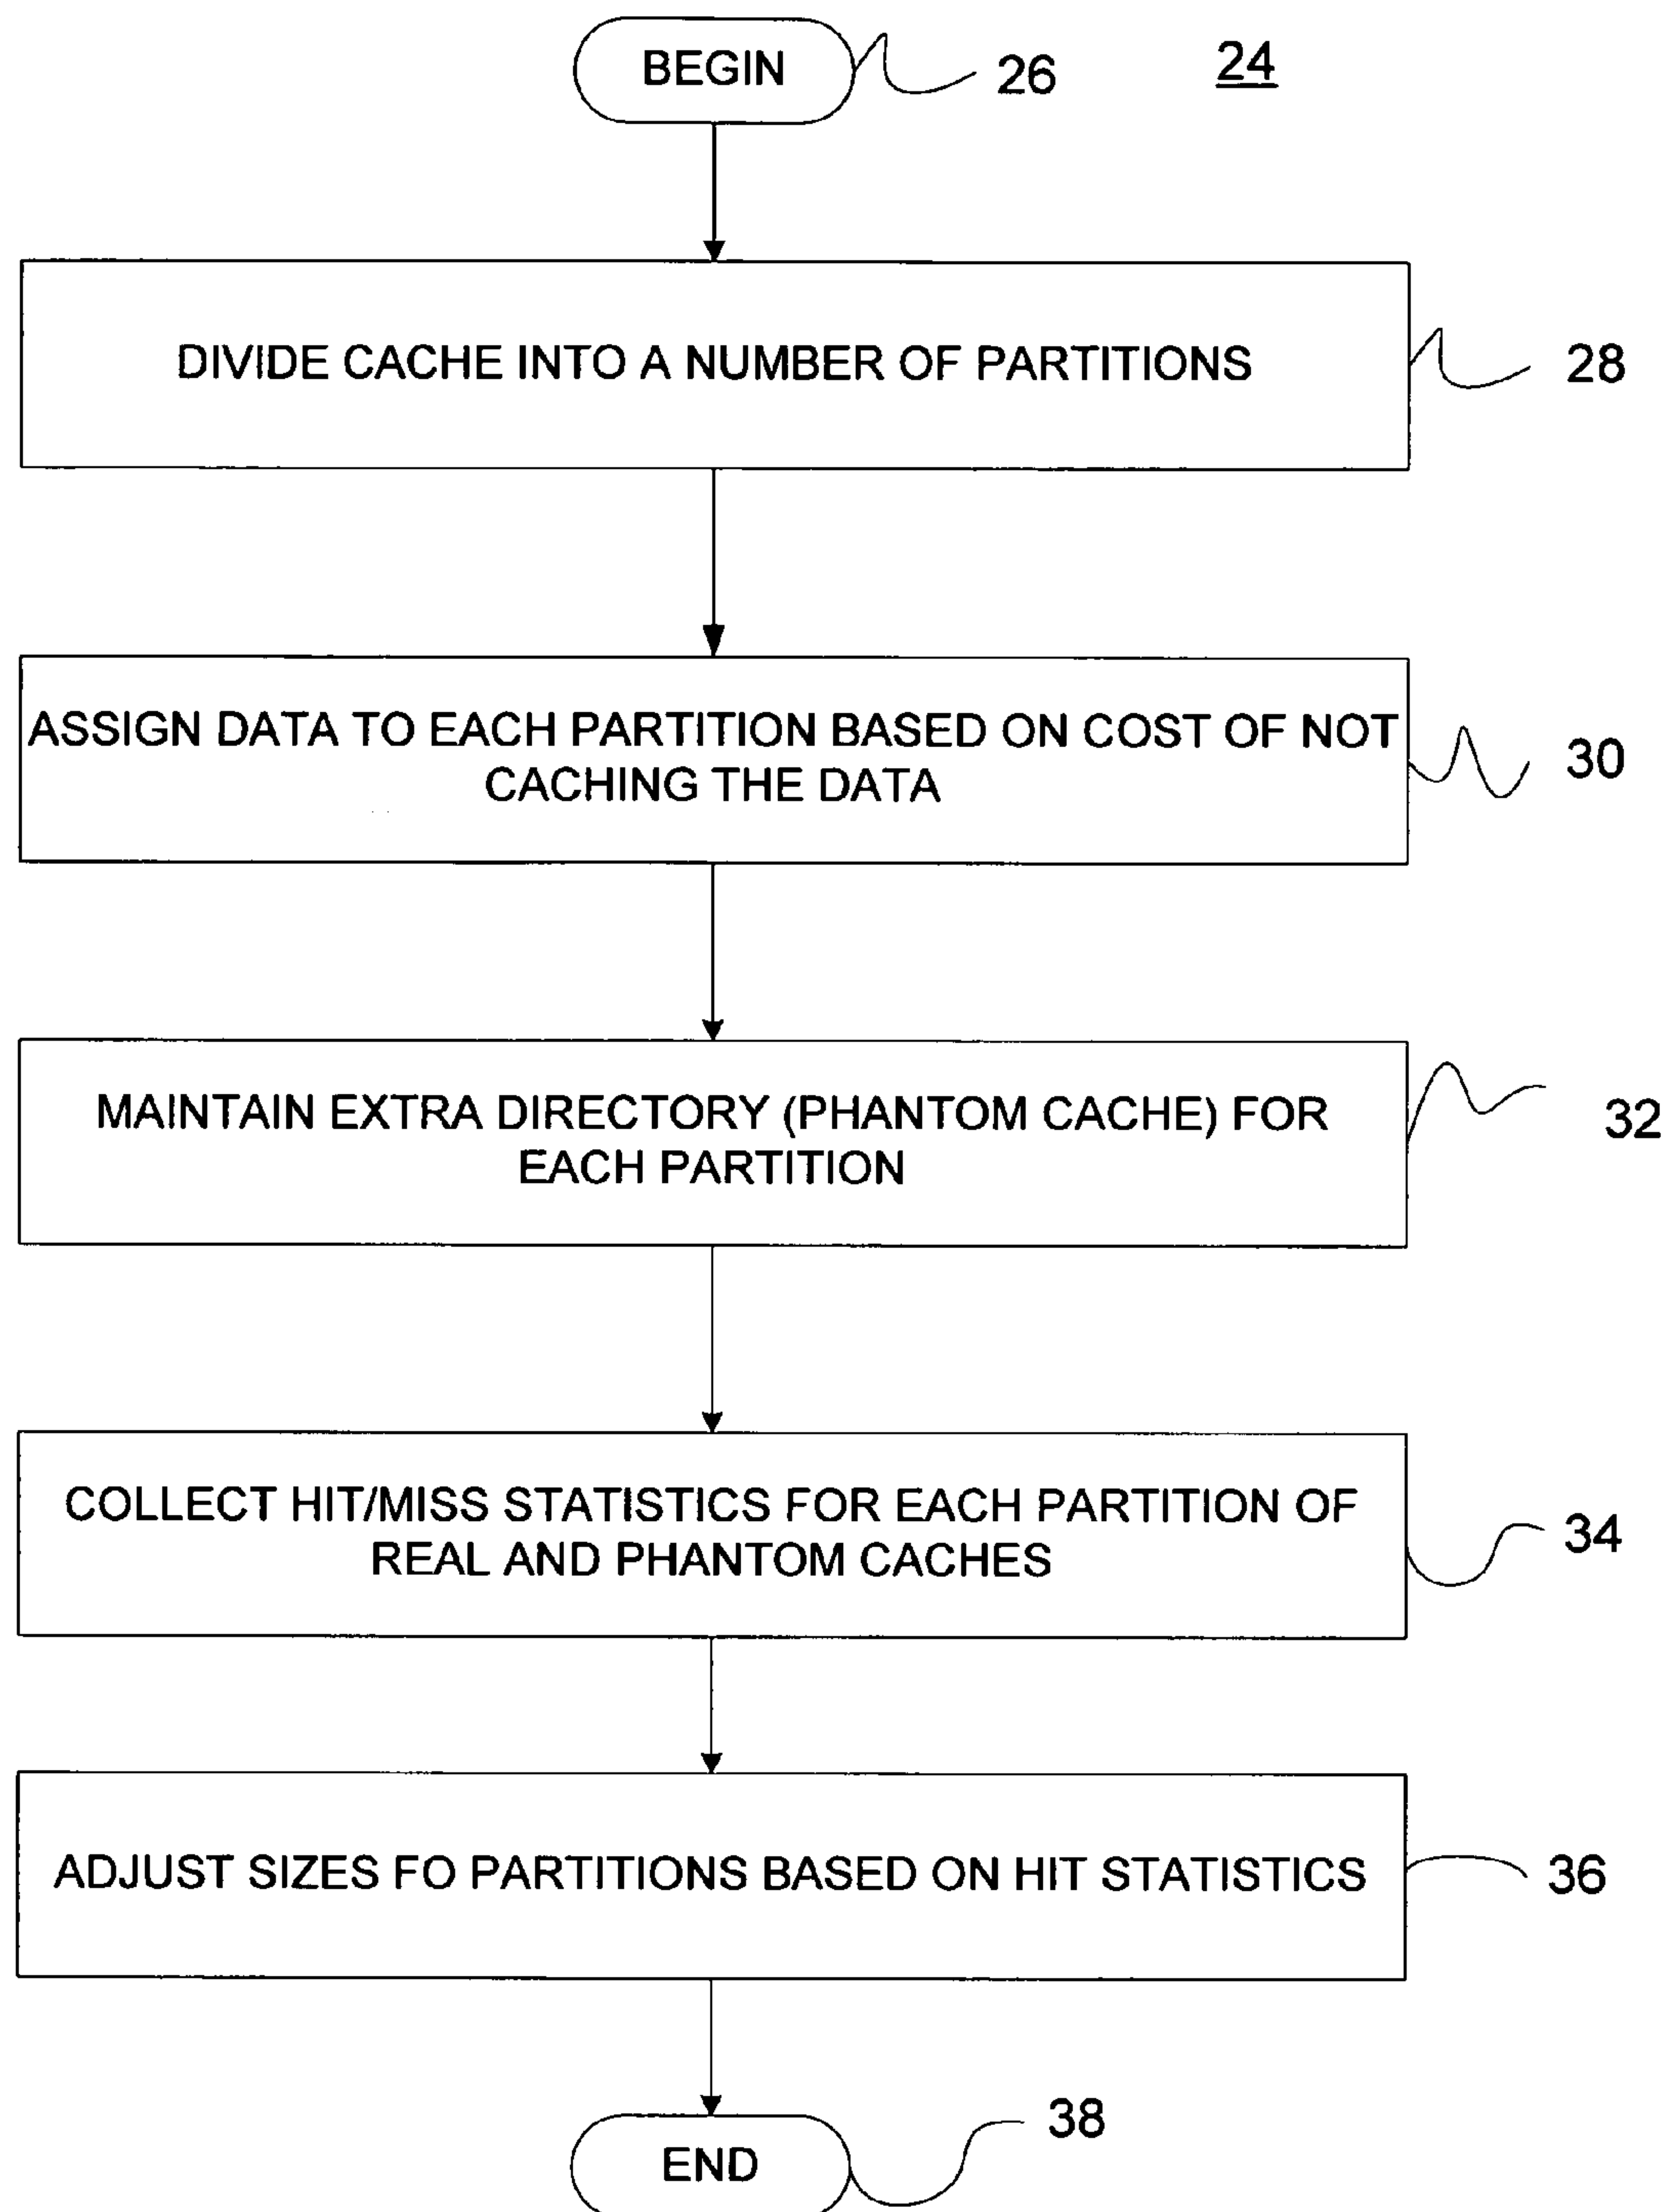 BEGIN
26
24
DIVIDE CACHE INTO A NUMBER OF PARTITIONS
28
ASSIGN DATA TO EACH PARTITION BASED ON COST OF NOT
CACHING THE DATA
30
MAINTAIN EXTRA DIRECTORY (PHANTOM CACHE) FOR
EACH PARTITION
32
COLLECT HIT/MISS STATISTICS FOR EACH PARTITION OF
REAL AND PHANTOM CACHES
34
ADJUST SIZES FO PARTITIONS BASED ON HIT STATISTICS
36
38
END